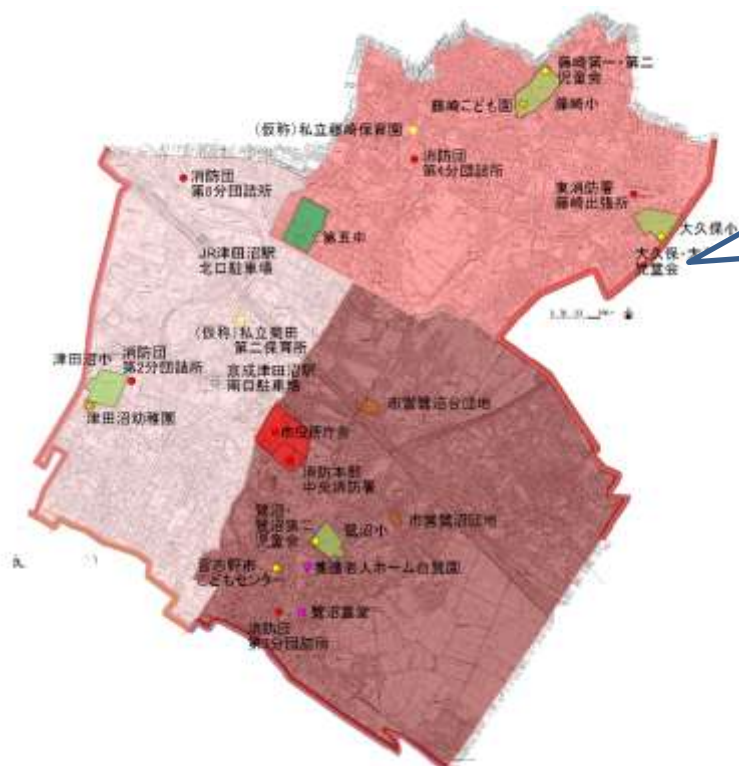 藤崎第一・第二
児童会
藤崎こども園
藤崎小
(仮称)私立藤崎保育園
消防団
第4分団詰所
消防団
第6分団詰所
東消防署
藤崎出張所
大久保小
大久保・
児童会
第五中
JR津田沼駅
北口駐車場
(仮称)私立菊田
第二保育所
津田沼小
消防団
第2分団詰所
京成津田沼駅
南口駐車場
津田沼幼稚園
市営鷺沼台団地
市役所庁舎
消防本部
中央消防署
鷺沼・
鷺沼第二
児童会
鷺沼小
市営鷺沼団地
習志野市
こどもセンター
養護老人ホーム白鷺園
鷺沼霊堂
消防団